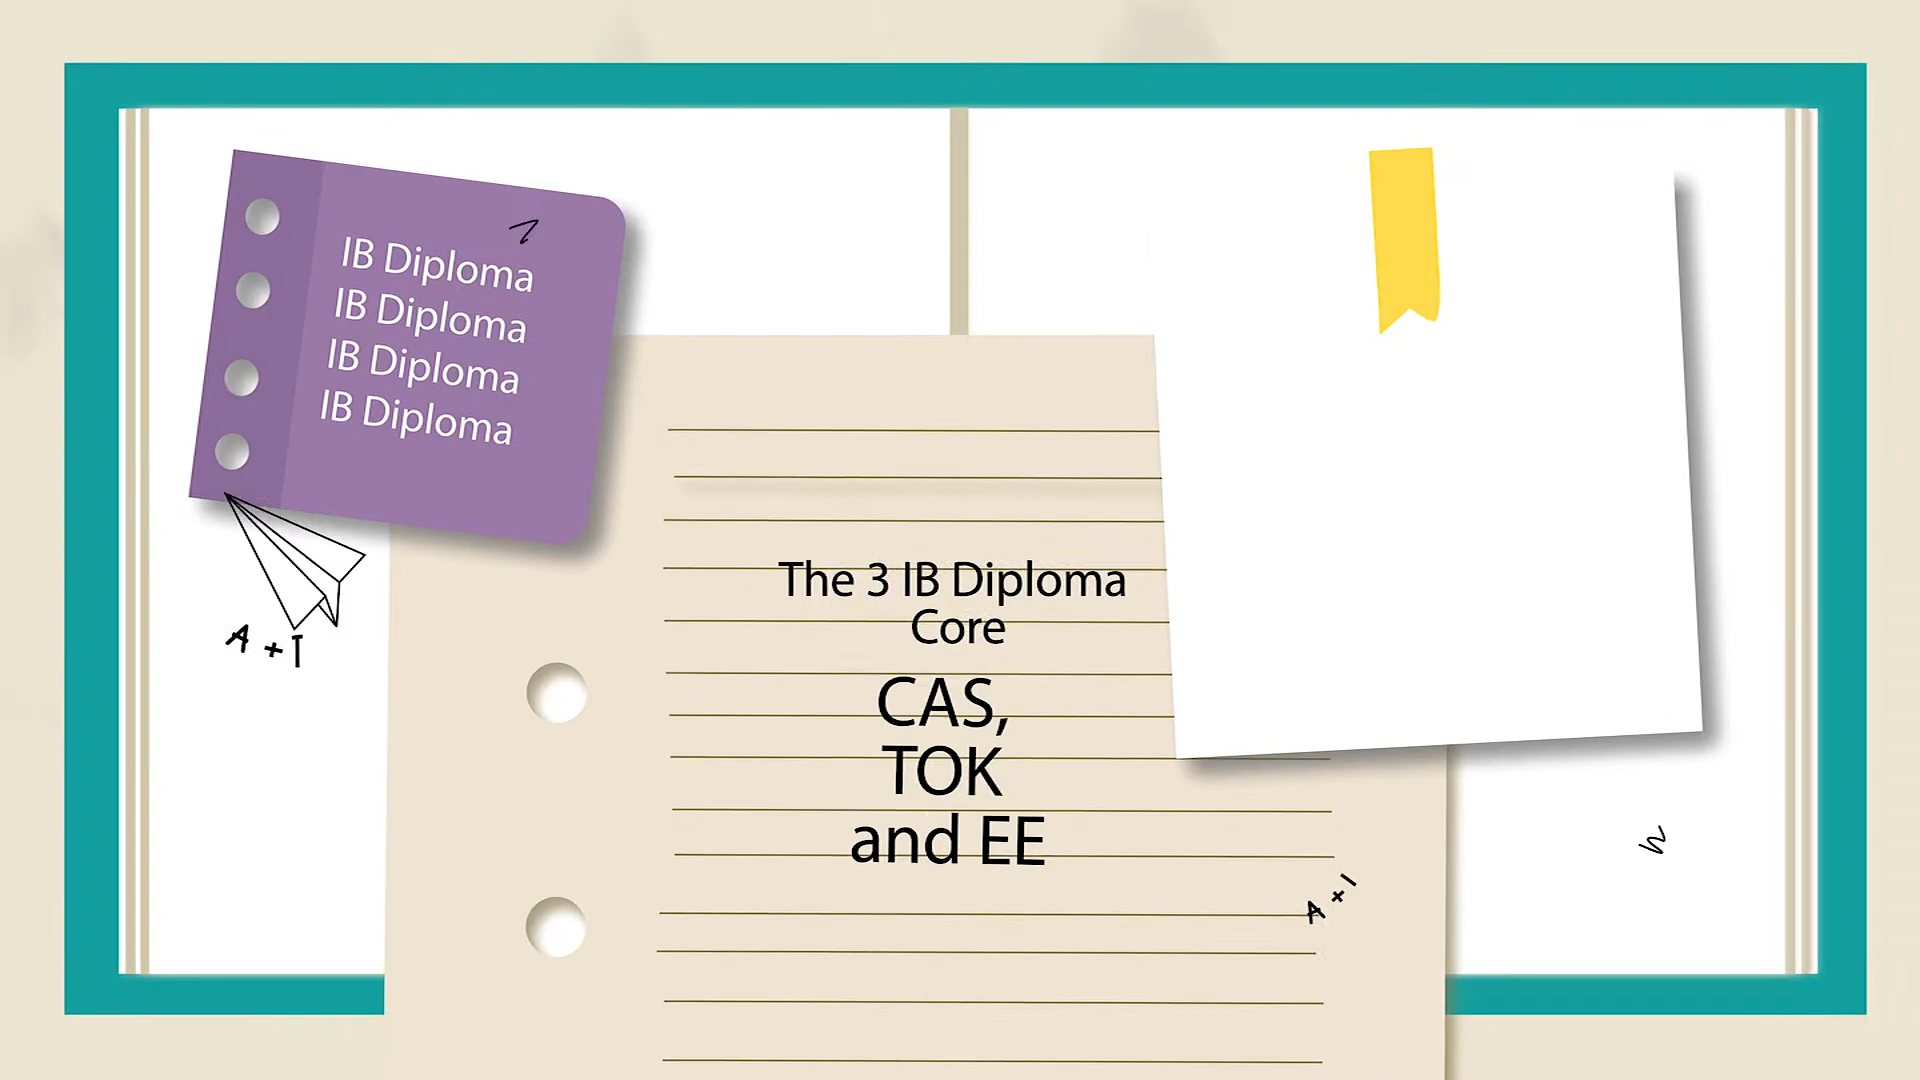 IB Diploma
IB Diploma
IB Diploma
IB Diploma
The 3 IB Diploma
Core
CAS,
TOK
and EE
A +1
A +1